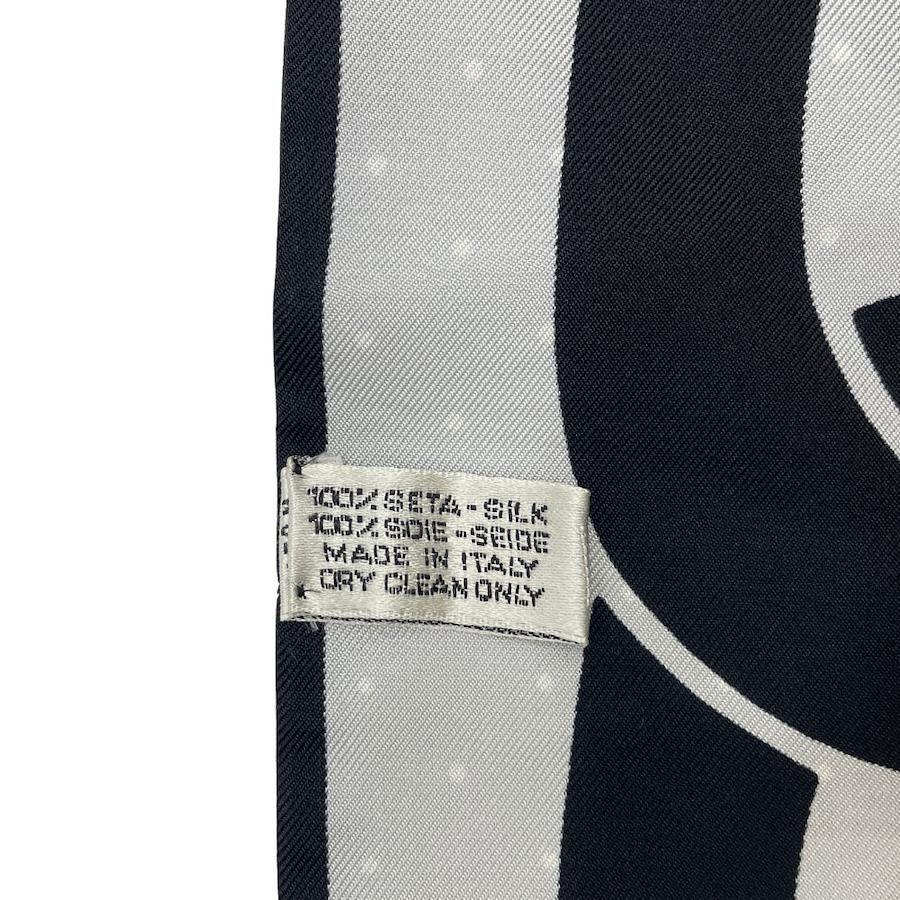 100% SETA - SILK
100% SOIE - SEIDE
MADE IN ITALY
DRY CLEAN ONLY